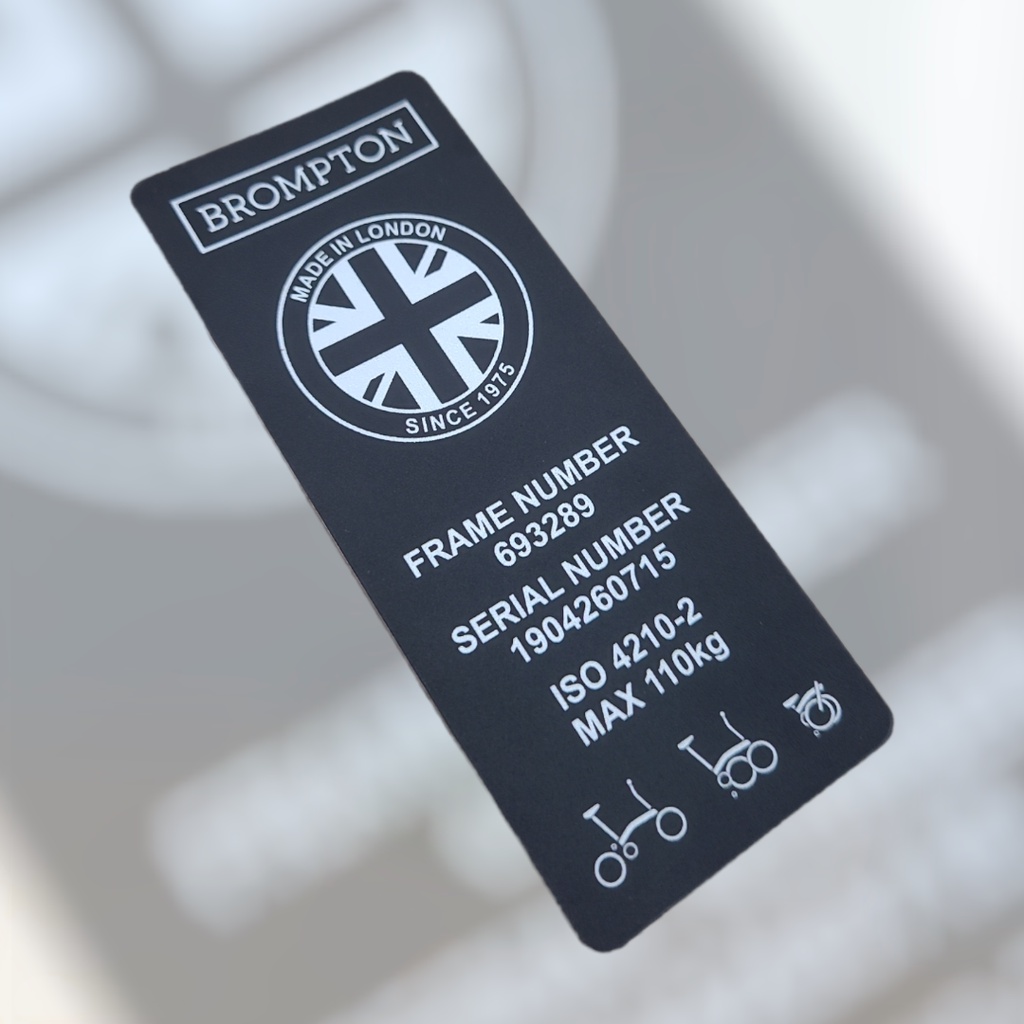 BROMPTON
MADE IN LONDON
SINCE 1975
FRAME NUMBER
693289
SERIAL NUMBER
1904260715
ISO 4210-2
MAX 110kg